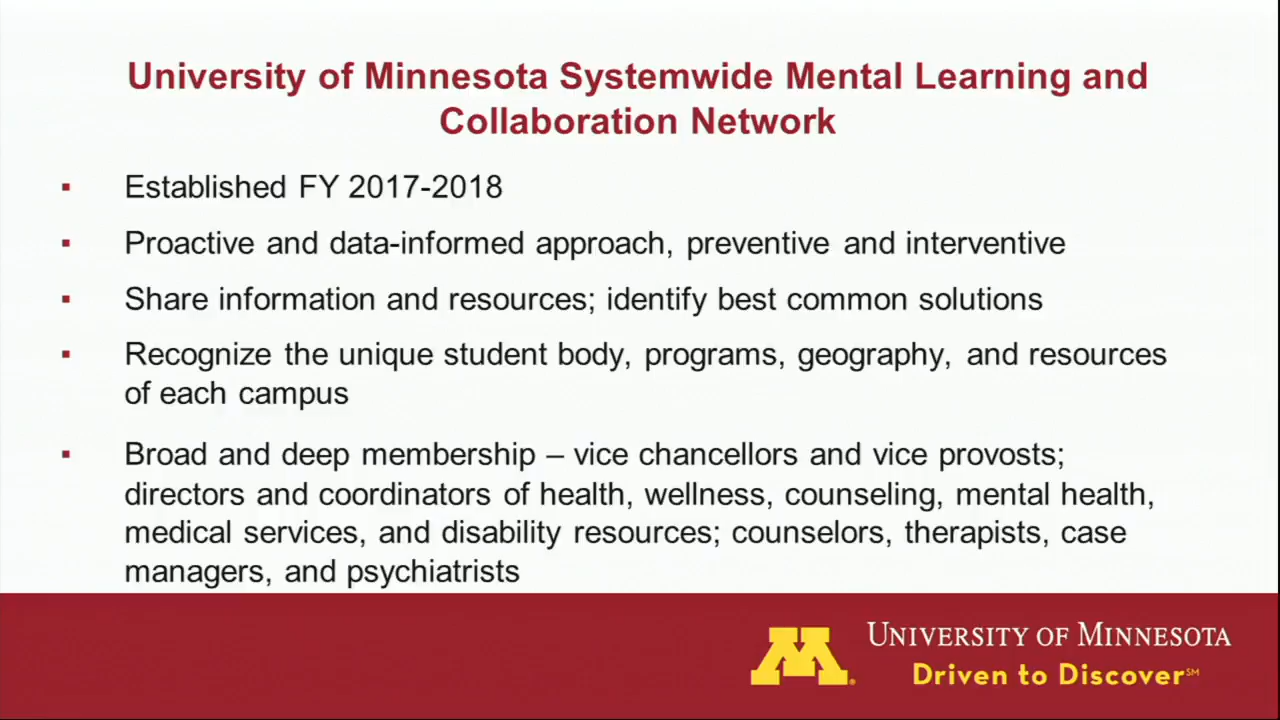 University of Minnesota Systemwide Mental Learning and
Collaboration Network
▪ Established FY 2017-2018
▪ Proactive and data-informed approach, preventive and interventive
▪ Share information and resources; identify best common solutions
▪ Recognize the unique student body, programs, geography, and resources
of each campus
▪ Broad and deep membership – vice chancellors and vice provosts;
directors and coordinators of health, wellness, counseling, mental health,
medical services, and disability resources; counselors, therapists, case
managers, and psychiatrists
M®
UNIVERSITY OF MINNESOTA
Driven to Discover℠